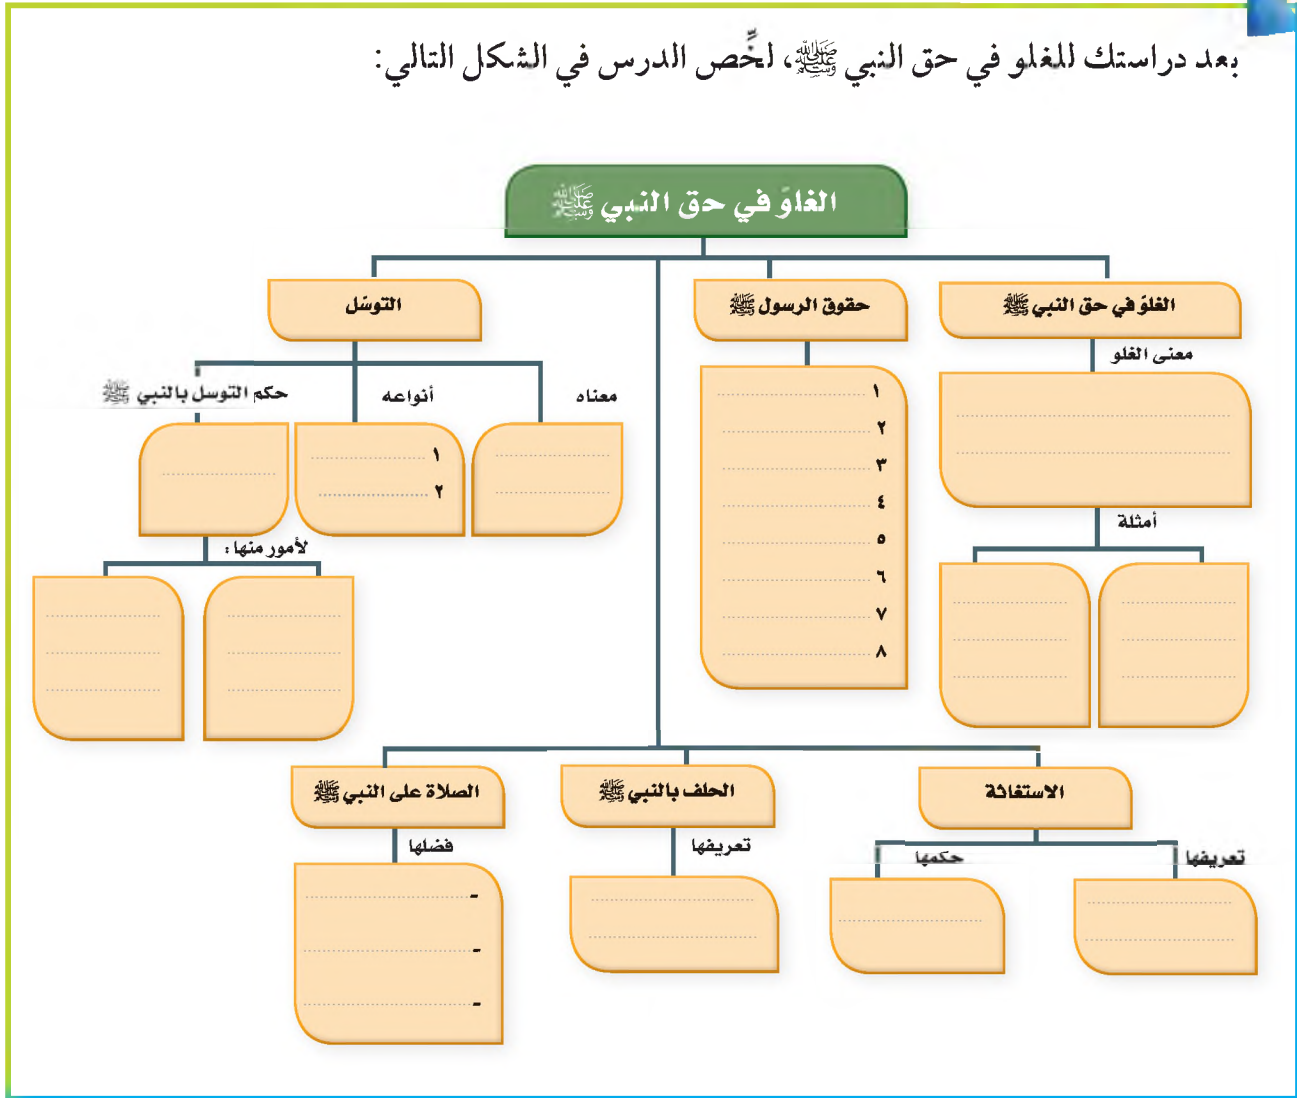 بعد دراستك للغلو في حق النبي ﷺ، لخِّص الدرس في الشكل التالي:
الغلوّ في حق النبي ﷺ
الغلوّ في حق النبي ﷺ
معنى الغلو
أمثلة
حقوق الرسول ﷺ
١
٢
٣
٤
٥
٦
٧
٨
التوسّل
معناه
أنواعه
١
٢
حكم التوسل بالنبي ﷺ
لأمور منها:
الاستغاثة
تعريفها
حكمها
الحلف بالنبي ﷺ
تعريفها
الصلاة على النبي ﷺ
فضلها
-
-
-